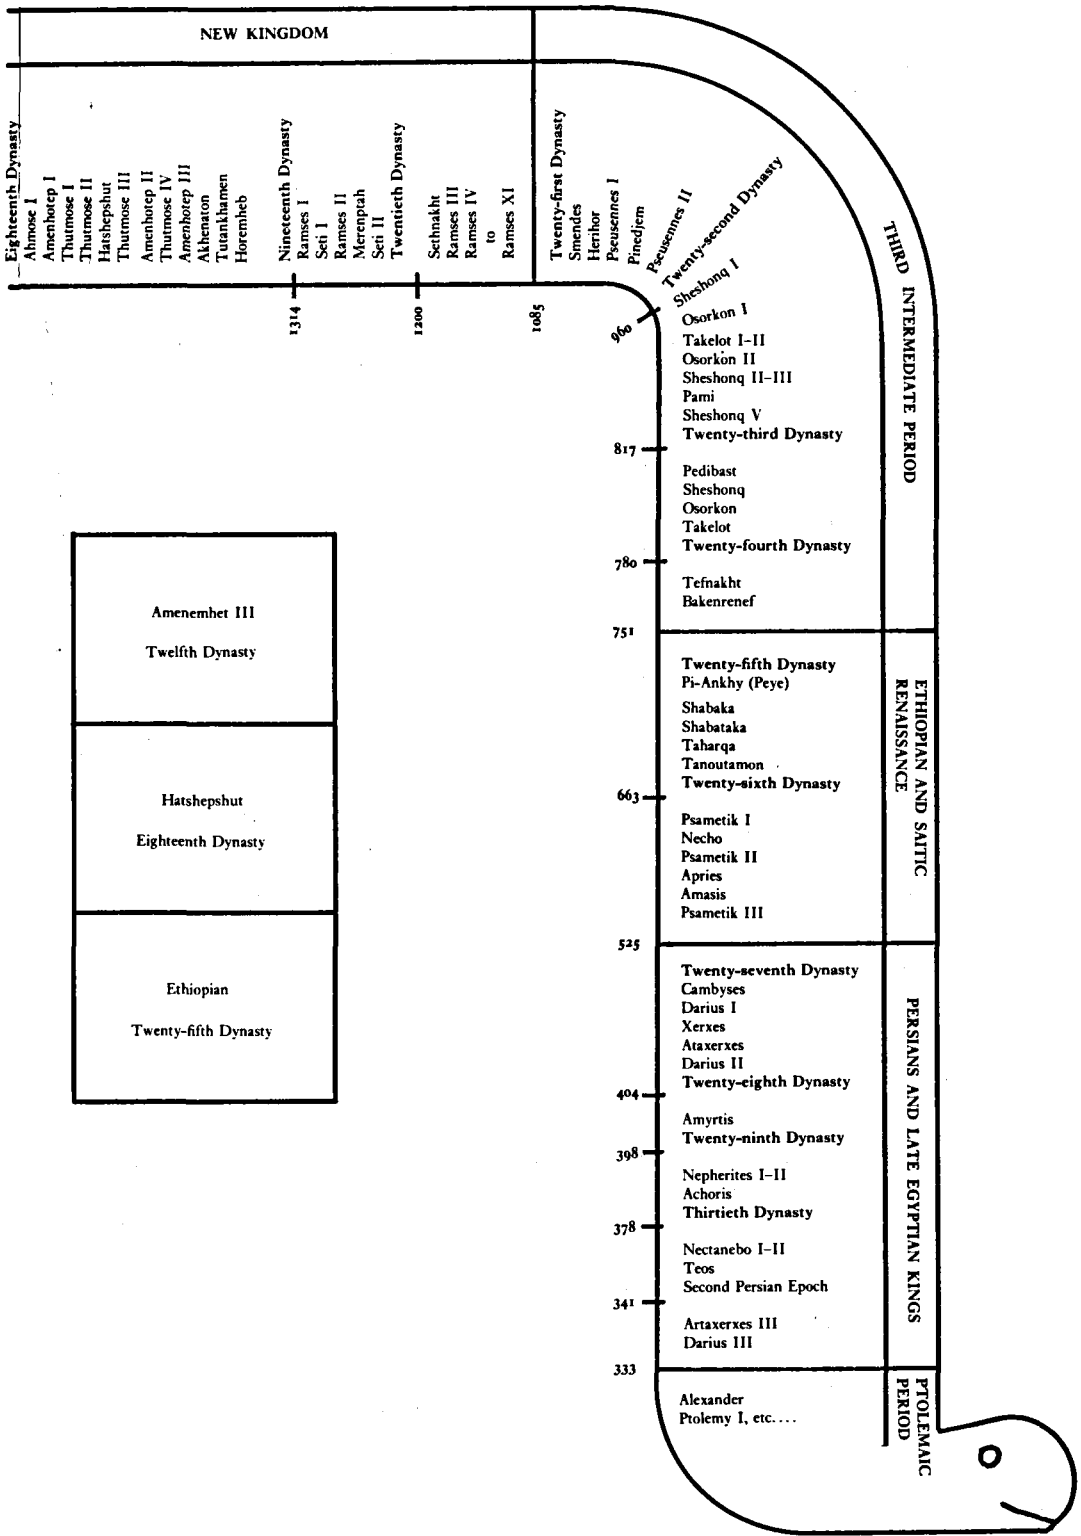 NEW KINGDOM
Eighteenth Dynasty
Ahmose I
Amenhotep I
Thutmose I
Thutmose II
Hatshepshut
Thutmose III
Amenhotep II
Thutmose IV
Amenhotep III
Akhenaton
Tutankhamen
Horemheb
Nineteenth Dynasty
Ramses I
Seti I
Ramses II
Merenptah
Seti II
Twentieth Dynasty
Sethnakht
Ramses III
Ramses IV
to
Ramses XI
1314
1200
1085
THIRD INTERMEDIATE PERIOD
Twenty-first Dynasty
Smendes
Herihor
Pseusennes I
Pinedjem
Pseusennes II
Twenty-second Dynasty
960
Sheshonq I
Osorkon I
Takelot I–II
Osorkon II
Sheshonq II–III
Pami
Sheshonq V
Twenty-third Dynasty
817
Pedibast
Sheshonq
Osorkon
Takelot
Twenty-fourth Dynasty
780
Tefnakht
Bakenrenef
751
ETHIOPIAN AND SAITIC
RENAISSANCE
Twenty-fifth Dynasty
Pi-Ankhy (Peye)
Shabaka
Shabataka
Taharqa
Tanoutamon
Twenty-sixth Dynasty
663
Psametik I
Necho
Psametik II
Apries
Amasis
Psametik III
525
PERSIANS AND LATE EGYPTIAN KINGS
Twenty-seventh Dynasty
Cambyses
Darius I
Xerxes
Ataxerxes
Darius II
Twenty-eighth Dynasty
404
Amyrtis
Twenty-ninth Dynasty
398
Nepherites I–II
Achoris
Thirtieth Dynasty
378
Nectanebo I–II
Teos
Second Persian Epoch
341
Artaxerxes III
Darius III
333
PTOLEMAIC
PERIOD
Alexander
Ptolemy I, etc....
Amenemhet III
Twelfth Dynasty
Hatshepshut
Eighteenth Dynasty
Ethiopian
Twenty-fifth Dynasty